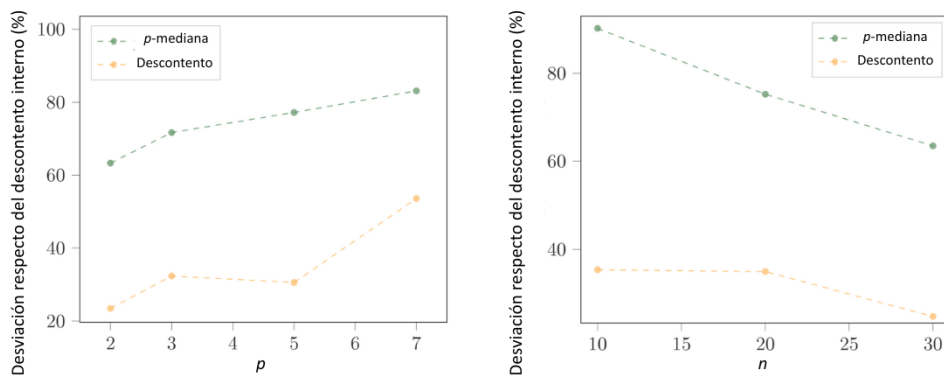 Desviación respecto del descontento interno (%)
100
80
60
40
20
2
3
4
5
6
7
p
p-mediana
Descontento
Desviación respecto del descontento interno (%)
80
60
40
10
15
20
25
30
n
p-mediana
Descontento